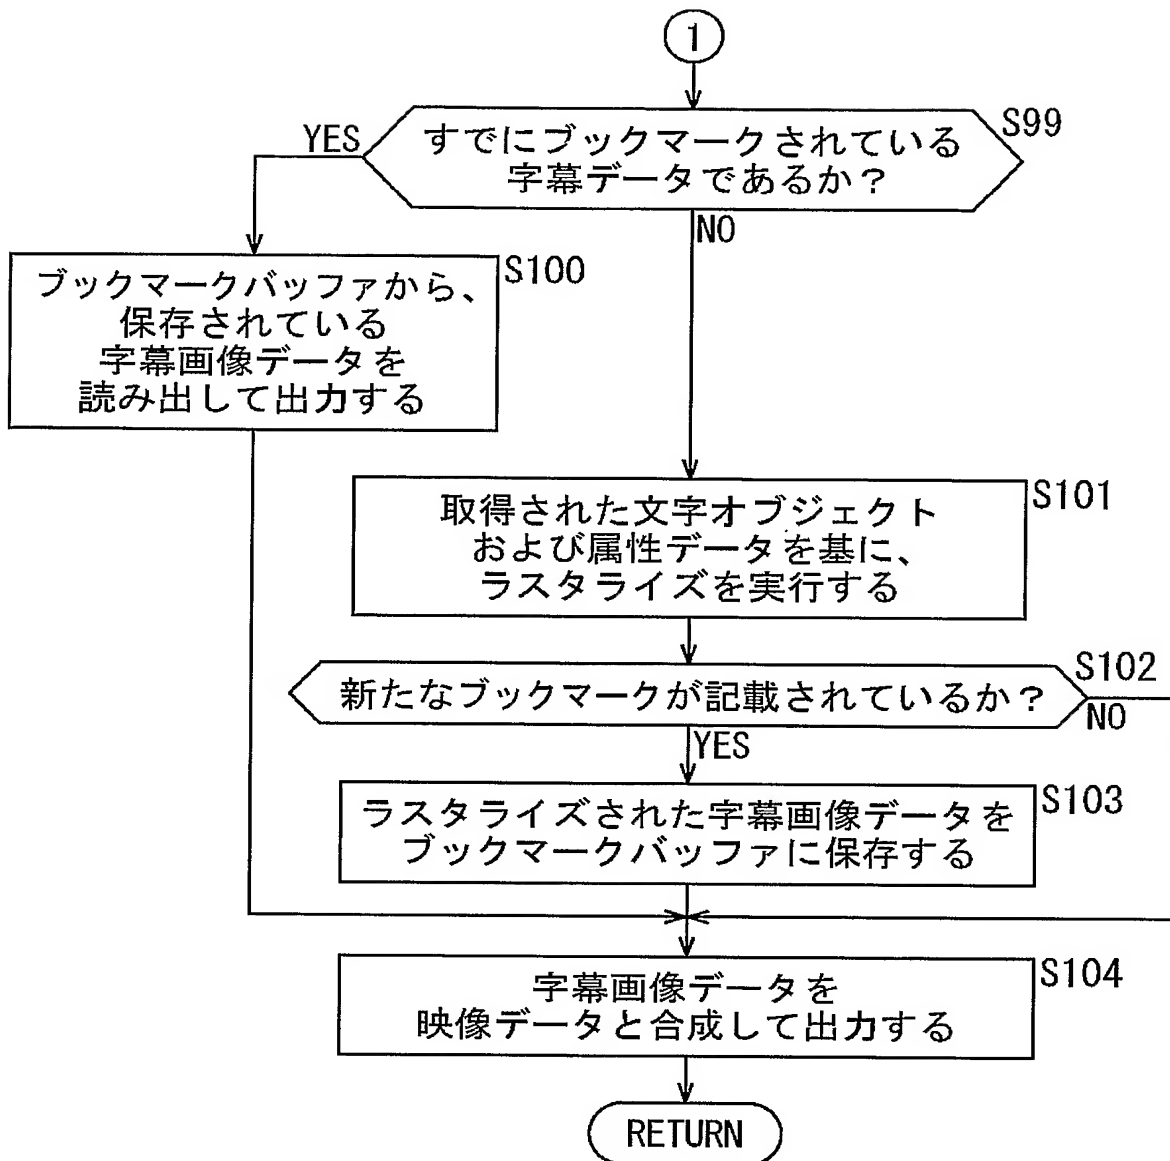 1
S99
YES
すでにブックマークされている
字幕データであるか？
NO
S100
ブックマークバッファから、
保存されている
字幕画像データを
読み出して出力する
S101
取得された文字オブジェクト
および属性データを基に、
ラスタライズを実行する
S102
新たなブックマークが記載されているか？
NO
YES
S103
ラスタライズされた字幕画像データを
ブックマークバッファに保存する
S104
字幕画像データを
映像データと合成して出力する
RETURN